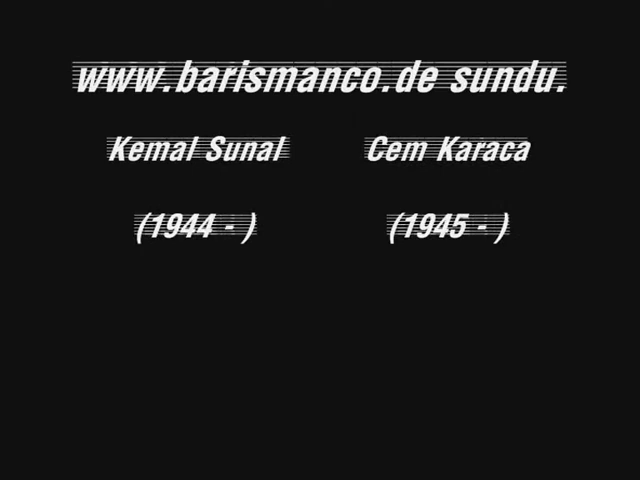 www.barismanco.de sundu.
Kemal Sunal Cem Karaca
(1944 - ) (1945 - )